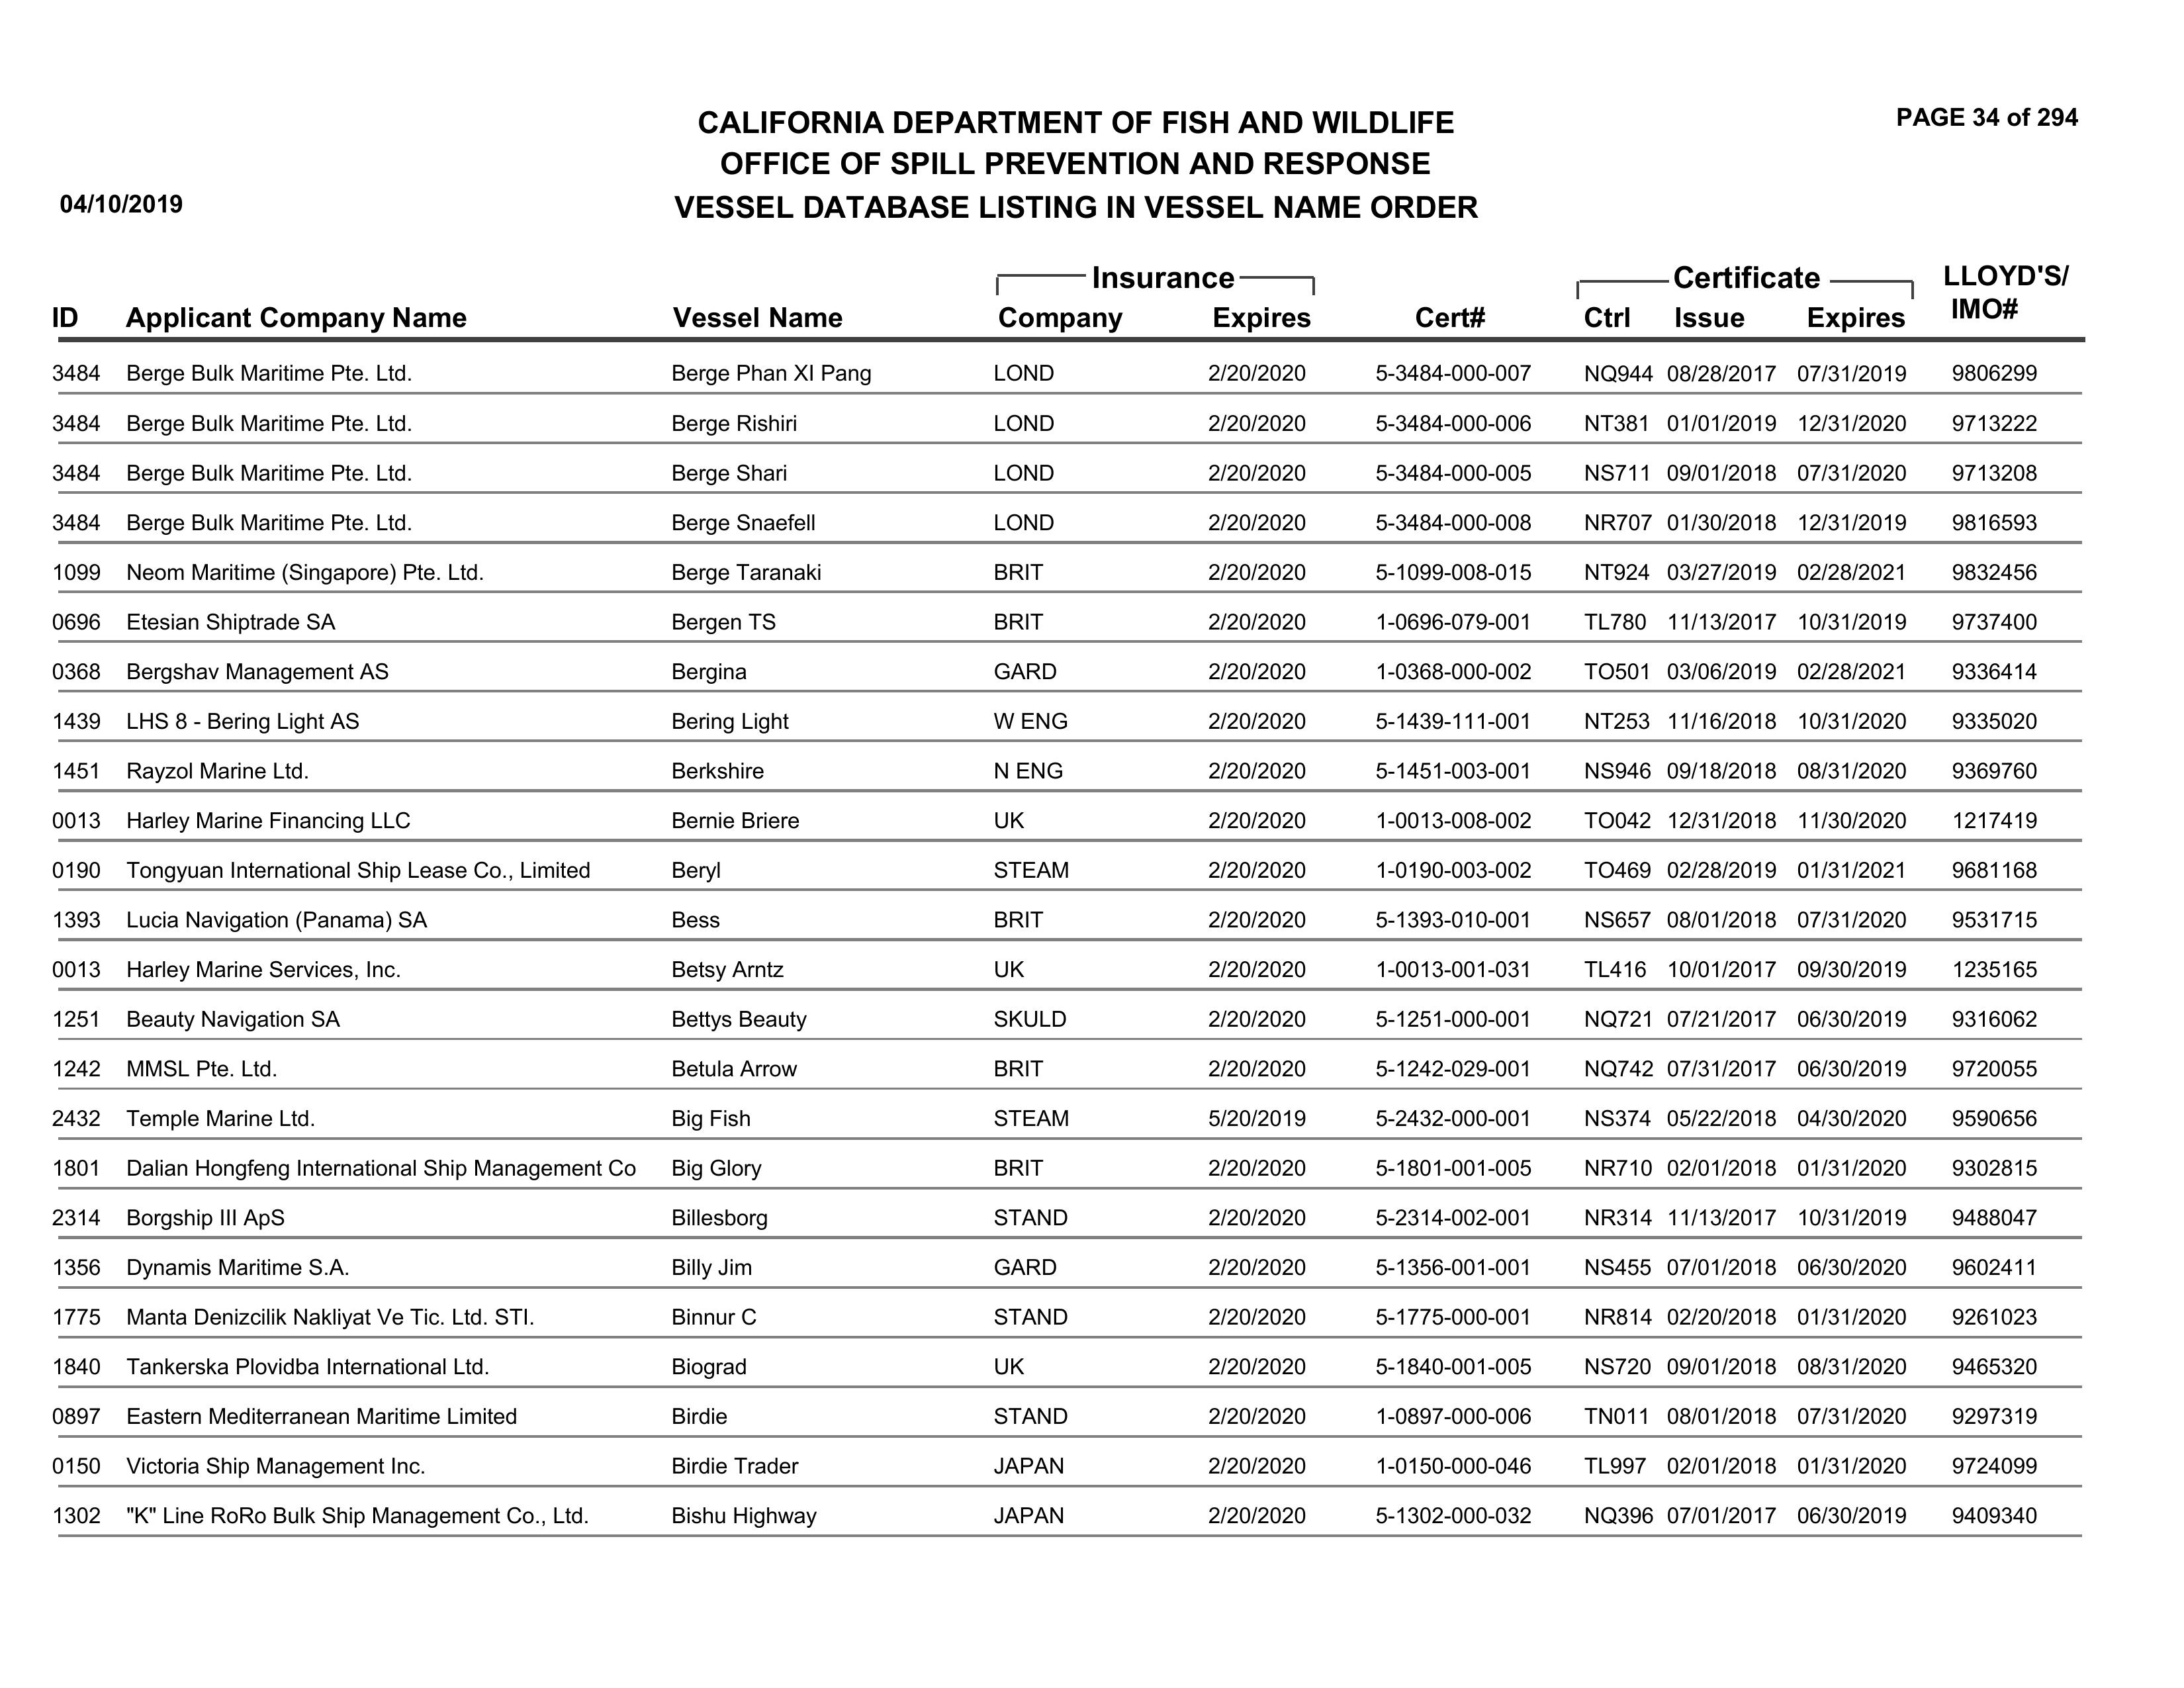 PAGE 34 of 294
CALIFORNIA DEPARTMENT OF FISH AND WILDLIFE
OFFICE OF SPILL PREVENTION AND RESPONSE
04/10/2019 VESSEL DATABASE LISTING IN VESSEL NAME ORDER
Insurance Certificate LLOYD'S/
ID Applicant Company Name Vessel Name Company Expires Cert# Ctrl Issue Expires IMO#
3484 Berge Bulk Maritime Pte. Ltd. Berge Phan XI Pang LOND 2/20/2020 5-3484-000-007 NQ944 08/28/2017 07/31/2019 9806299
3484 Berge Bulk Maritime Pte. Ltd. Berge Rishiri LOND 2/20/2020 5-3484-000-006 NT381 01/01/2019 12/31/2020 9713222
3484 Berge Bulk Maritime Pte. Ltd. Berge Shari LOND 2/20/2020 5-3484-000-005 NS711 09/01/2018 07/31/2020 9713208
3484 Berge Bulk Maritime Pte. Ltd. Berge Snaefell LOND 2/20/2020 5-3484-000-008 NR707 01/30/2018 12/31/2019 9816593
1099 Neom Maritime (Singapore) Pte. Ltd. Berge Taranaki BRIT 2/20/2020 5-1099-008-015 NT924 03/27/2019 02/28/2021 9832456
0696 Etesian Shiptrade SA Bergen TS BRIT 2/20/2020 1-0696-079-001 TL780 11/13/2017 10/31/2019 9737400
0368 Bergshav Management AS Bergina GARD 2/20/2020 1-0368-000-002 TO501 03/06/2019 02/28/2021 9336414
1439 LHS 8 - Bering Light AS Bering Light W ENG 2/20/2020 5-1439-111-001 NT253 11/16/2018 10/31/2020 9335020
1451 Rayzol Marine Ltd. Berkshire N ENG 2/20/2020 5-1451-003-001 NS946 09/18/2018 08/31/2020 9369760
0013 Harley Marine Financing LLC Bernie Briere UK 2/20/2020 1-0013-008-002 TO042 12/31/2018 11/30/2020 1217419
0190 Tongyuan International Ship Lease Co., Limited Beryl STEAM 2/20/2020 1-0190-003-002 TO469 02/28/2019 01/31/2021 9681168
1393 Lucia Navigation (Panama) SA Bess BRIT 2/20/2020 5-1393-010-001 NS657 08/01/2018 07/31/2020 9531715
0013 Harley Marine Services, Inc. Betsy Arntz UK 2/20/2020 1-0013-001-031 TL416 10/01/2017 09/30/2019 1235165
1251 Beauty Navigation SA Bettys Beauty SKULD 2/20/2020 5-1251-000-001 NQ721 07/21/2017 06/30/2019 9316062
1242 MMSL Pte. Ltd. Betula Arrow BRIT 2/20/2020 5-1242-029-001 NQ742 07/31/2017 06/30/2019 9720055
2432 Temple Marine Ltd. Big Fish STEAM 5/20/2019 5-2432-000-001 NS374 05/22/2018 04/30/2020 9590656
1801 Dalian Hongfeng International Ship Management Co Big Glory BRIT 2/20/2020 5-1801-001-005 NR710 02/01/2018 01/31/2020 9302815
2314 Borgship III ApS Billesborg STAND 2/20/2020 5-2314-002-001 NR314 11/13/2017 10/31/2019 9488047
1356 Dynamis Maritime S.A. Billy Jim GARD 2/20/2020 5-1356-001-001 NS455 07/01/2018 06/30/2020 9602411
1775 Manta Denizcilik Nakliyat Ve Tic. Ltd. STI. Binnur C STAND 2/20/2020 5-1775-000-001 NR814 02/20/2018 01/31/2020 9261023
1840 Tankerska Plovidba International Ltd. Biograd UK 2/20/2020 5-1840-001-005 NS720 09/01/2018 08/31/2020 9465320
0897 Eastern Mediterranean Maritime Limited Birdie STAND 2/20/2020 1-0897-000-006 TN011 08/01/2018 07/31/2020 9297319
0150 Victoria Ship Management Inc. Birdie Trader JAPAN 2/20/2020 1-0150-000-046 TL997 02/01/2018 01/31/2020 9724099
1302 "K" Line RoRo Bulk Ship Management Co., Ltd. Bishu Highway JAPAN 2/20/2020 5-1302-000-032 NQ396 07/01/2017 06/30/2019 9409340